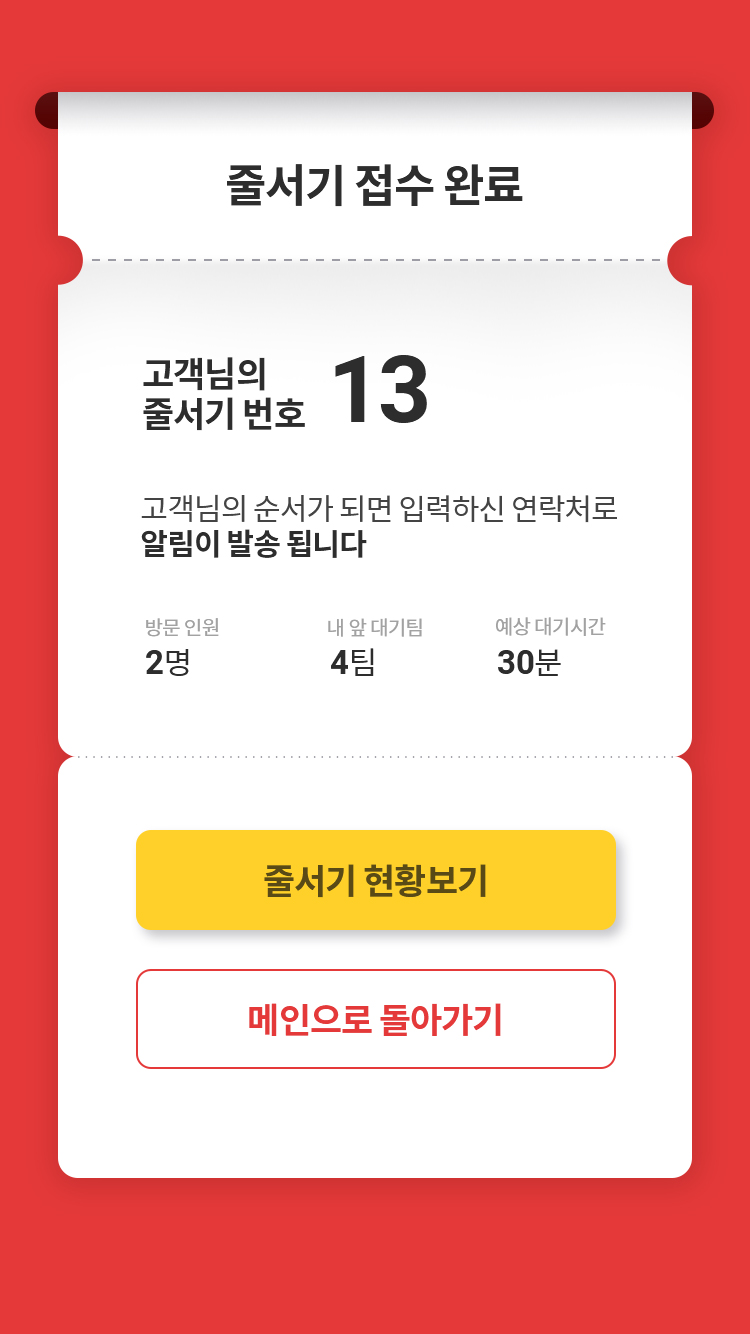 줄서기 접수 완료
고객님의
줄서기 번호
13
고객님의 순서가 되면 입력하신 연락처로
알림이 발송 됩니다
방문 인원
내 앞 대기팀
예상 대기시간
2명
4팀
30분
줄서기 현황보기
메인으로 돌아가기